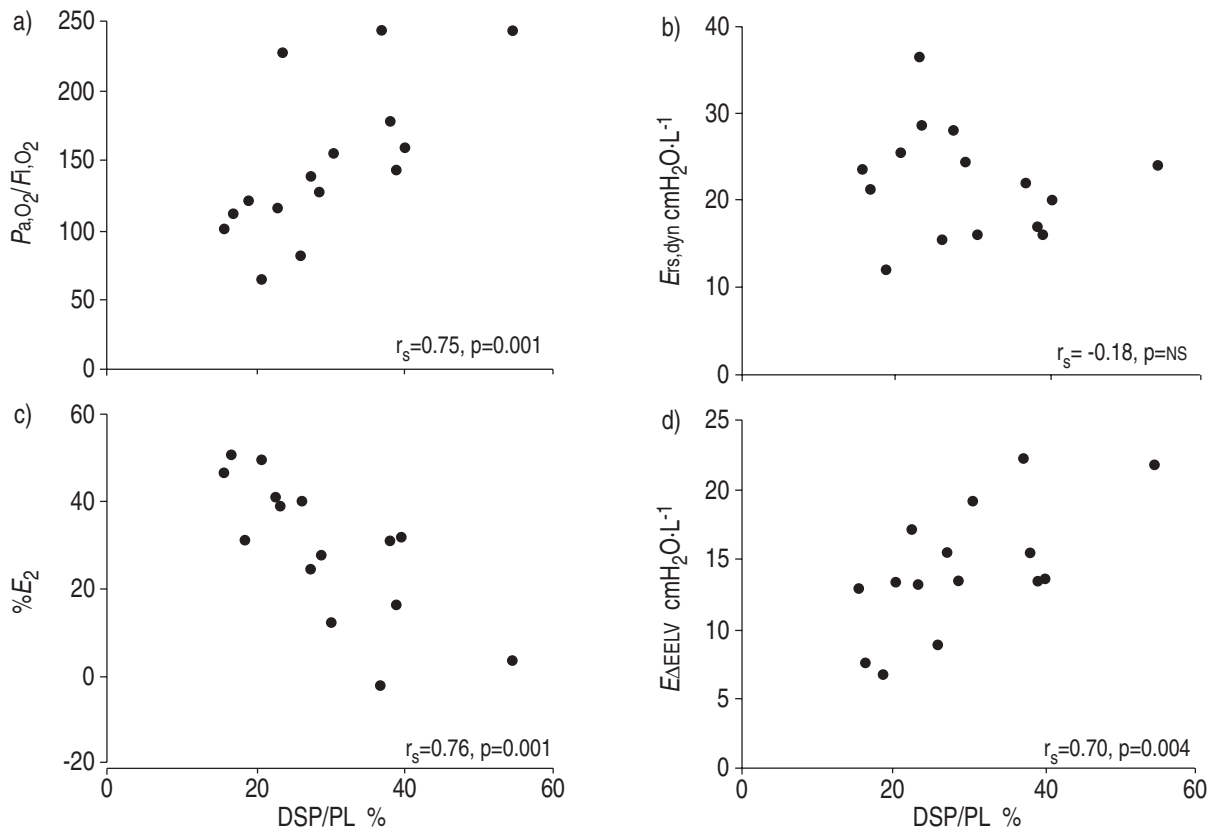 a)
250
200
150
100
50
0
Pa,O2/FI,O2
rs=0.75, p=0.001
b)
40
30
20
10
0
Ers,dyn cmH2O·L-1
rs= -0.18, p=NS
c)
60
40
20
0
-20
%E2
rs=0.76, p=0.001
0 20 40 60
DSP/PL %
d)
25
20
15
10
5
0
EΔEELV cmH2O·L-1
rs=0.70, p=0.004
0 20 40 60
DSP/PL %